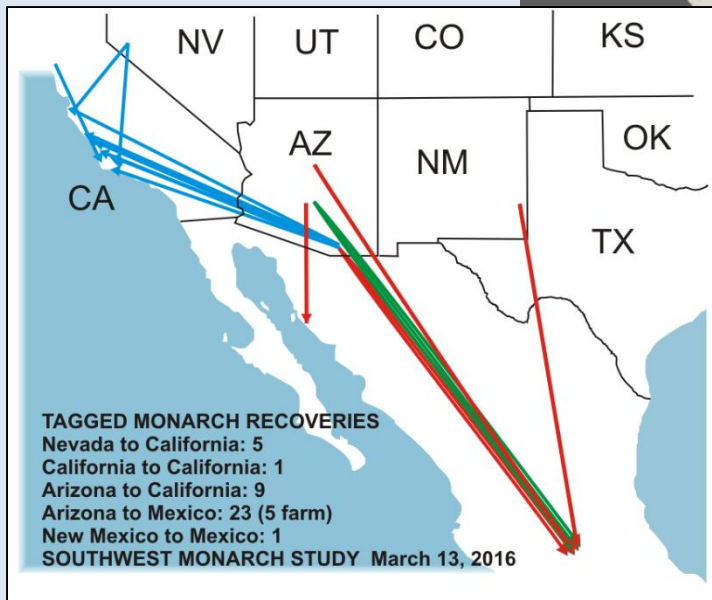 NV
UT
CO
KS
AZ
NM
OK
CA
TX
TAGGED MONARCH RECOVERIES
Nevada to California: 5
California to California: 1
Arizona to California: 9
Arizona to Mexico: 23 (5 farm)
New Mexico to Mexico: 1
SOUTHWEST MONARCH STUDY March 13, 2016